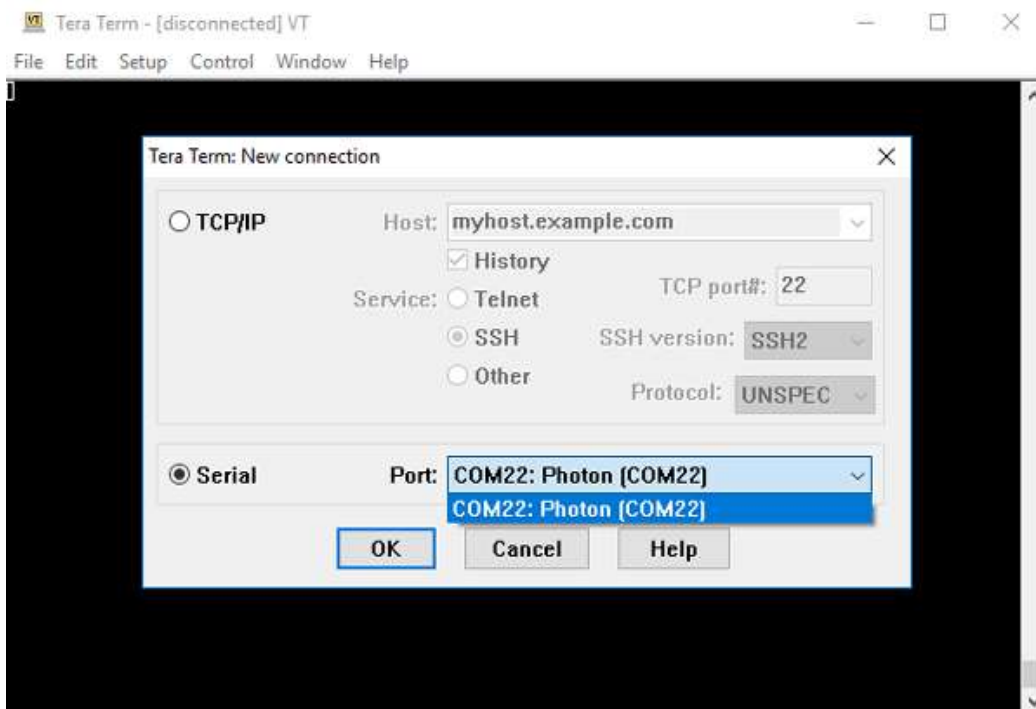 VT Tera Term - [disconnected] VT
File Edit Setup Control Window Help
Tera Term: New connection
TCP/IP Host: myhost.example.com
History
Service: Telnet TCP port#: 22
SSH SSH version: SSH2
Other Protocol: UNSPEC
Serial Port: COM22: Photon (COM22)
COM22: Photon (COM22)
OK Cancel Help